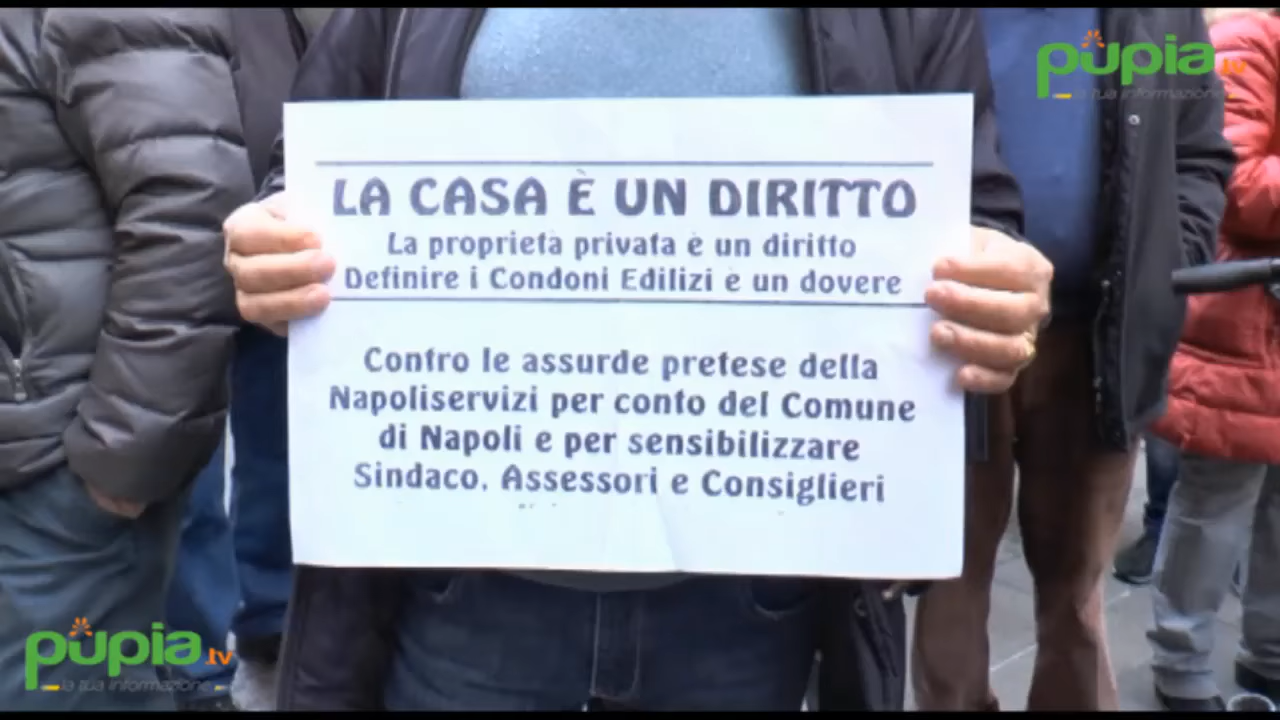 pupia.tv
la tua informazione
LA CASA È UN DIRITTO
La proprietà privata è un diritto
Definire i Condoni Edilizi è un dovere
Contro le assurde pretese della
Napoliservizi per conto del Comune
di Napoli e per sensibilizzare
Sindaco, Assessori e Consiglieri
pupia.tv
la tua informazione